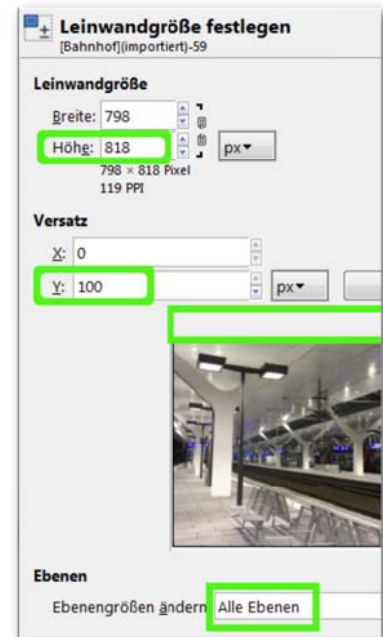 Leinwandgröße festlegen
[Bahnhof](importiert)-59
Leinwandgröße
Breite: 798
Höhe: 818 px
798 × 818 Pixel
119 PPI
Versatz
X: 0
Y: 100 px
Ebenen
Ebenengrößen ändern Alle Ebenen